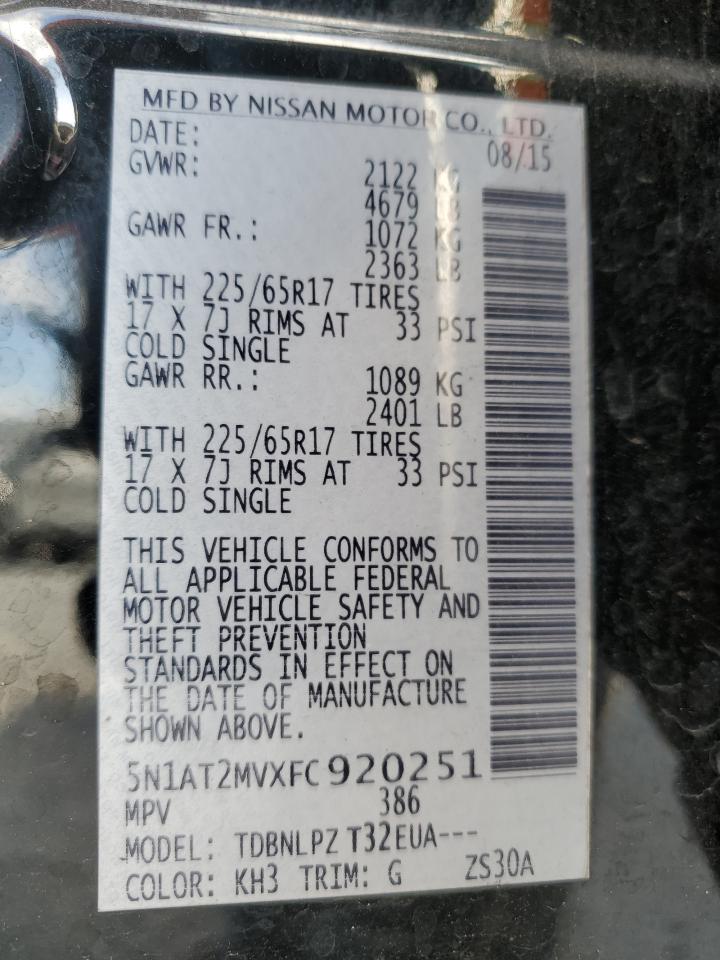 MFD BY NISSAN MOTOR CO., LTD.
DATE: 08/15
GVWR: 2122 KG
4679 LB
GAWR FR.: 1072 KG
2363 LB
WITH 225/65R17 TIRES
17 X 7J RIMS AT 33 PSI
COLD SINGLE
GAWR RR.: 1089 KG
2401 LB
WITH 225/65R17 TIRES
17 X 7J RIMS AT 33 PSI
COLD SINGLE
THIS VEHICLE CONFORMS TO
ALL APPLICABLE FEDERAL
MOTOR VEHICLE SAFETY AND
THEFT PREVENTION
STANDARDS IN EFFECT ON
THE DATE OF MANUFACTURE
SHOWN ABOVE.
5N1AT2MVXFC920251
MPV 386
MODEL: TDBNLPZ T32EUA---
COLOR: KH3 TRIM: G ZS30A